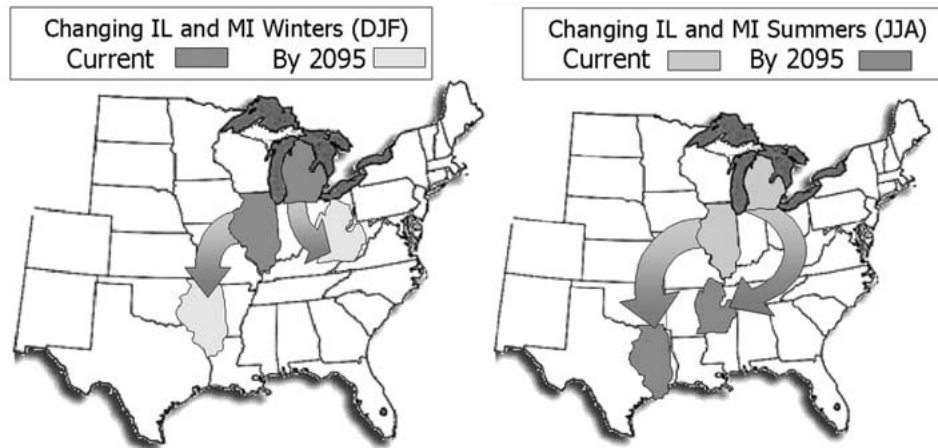 Changing IL and MI Winters (DJF)
Current By 2095
Changing IL and MI Summers (JJA)
Current By 2095